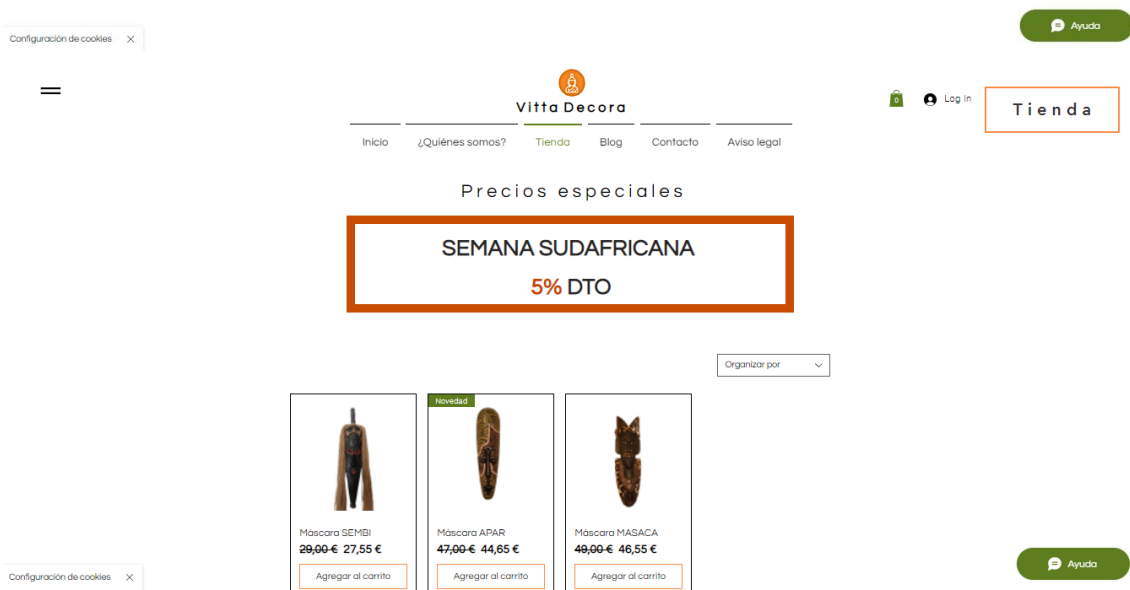 Ayuda
Configuración de cookies
Vitta Decora
0
Log In
Tienda
Inicio
¿Quiénes somos?
Tienda
Blog
Contacto
Aviso legal
Precios especiales
SEMANA SUDAFRICANA
5% DTO
Organizar por
Novedad
Máscara SEMBI
29,00 € 27,55 €
Agregar al carrito
Máscara APAR
47,00 € 44,65 €
Agregar al carrito
Máscara MASACA
49,00 € 46,55 €
Agregar al carrito
Configuración de cookies
Ayuda